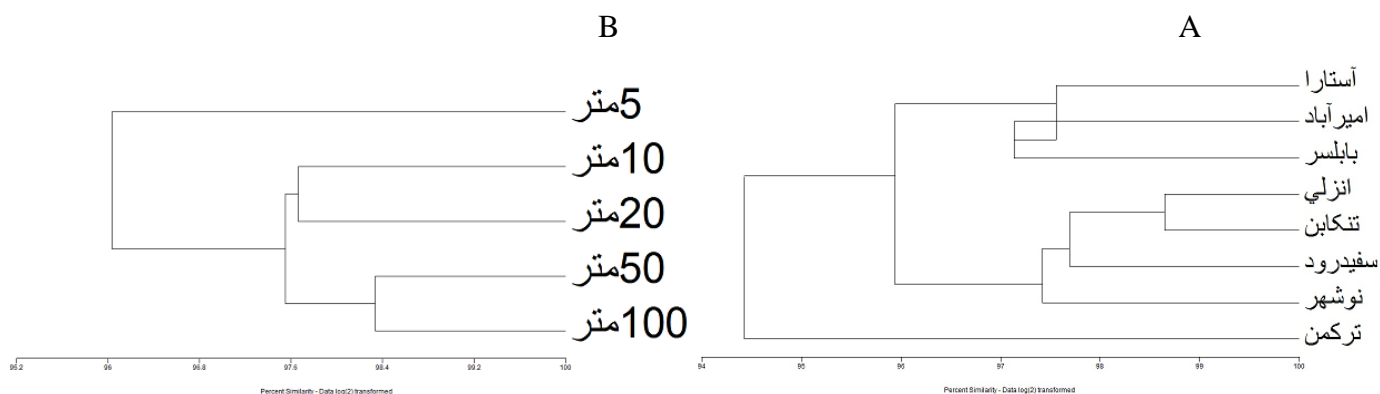 B
5متر
10متر
20متر
50متر
100متر
95.2 96 96.8 97.6 98.4 99.2 100
Percent Similarity - Data log(2) transformed
A
آستارا
اميرآباد
بابلسر
انزلي
تنكابن
سفيدرود
نوشهر
تركمن
94 95 96 97 98 99 100
Percent Similarity - Data log(2) transformed